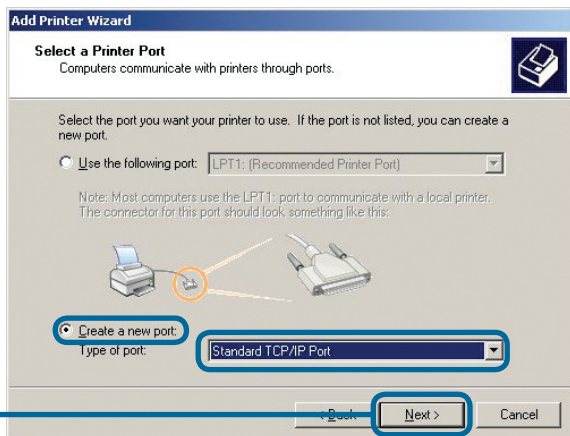 Add Printer Wizard
Select a Printer Port
Computers communicate with printers through ports.
Select the port you want your printer to use. If the port is not listed, you can create a
new port.
Use the following port: LPT1: (Recommended Printer Port)
Note: Most computers use the LPT1: port to communicate with a local printer.
The connector for this port should look something like this:
Create a new port:
Type of port: Standard TCP/IP Port
< Back Next > Cancel